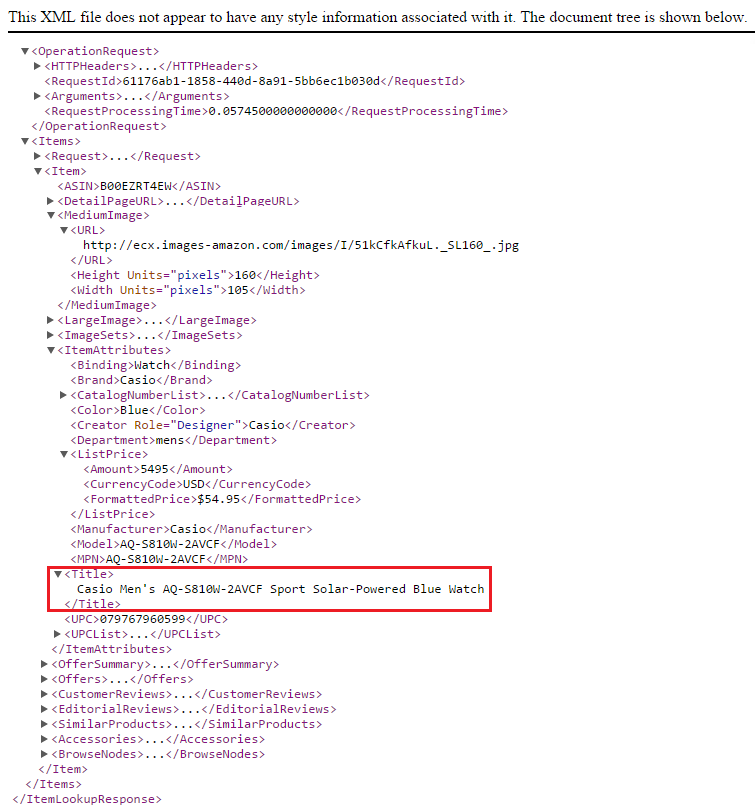 This XML file does not appear to have any style information associated with it. The document tree is shown below.
▼<OperationRequest>
▶<HTTPHeaders>...</HTTPHeaders>
<RequestId>61176ab1-1858-440d-8a91-5bb6ec1b030d</RequestId>
▶<Arguments>...</Arguments>
<RequestProcessingTime>0.0574500000000000</RequestProcessingTime>
</OperationRequest>
▼<Items>
▶<Request>...</Request>
▼<Item>
<ASIN>B00EZRT4EW</ASIN>
▶<DetailPageURL>...</DetailPageURL>
▼<MediumImage>
▼<URL>
http://ecx.images-amazon.com/images/I/51kCfkAfkuL._SL160_.jpg
</URL>
<Height Units="pixels">160</Height>
<Width Units="pixels">105</Width>
</MediumImage>
▶<LargeImage>...</LargeImage>
▶<ImageSets>...</ImageSets>
▼<ItemAttributes>
<Binding>Watch</Binding>
<Brand>Casio</Brand>
▶<CatalogNumberList>...</CatalogNumberList>
<Color>Blue</Color>
<Creator Role="Designer">Casio</Creator>
<Department>mens</Department>
▼<ListPrice>
<Amount>5495</Amount>
<CurrencyCode>USD</CurrencyCode>
<FormattedPrice>$54.95</FormattedPrice>
</ListPrice>
<Manufacturer>Casio</Manufacturer>
<Model>AQ-S810W-2AVCF</Model>
<MPN>AQ-S810W-2AVCF</MPN>
▼<Title>
Casio Men's AQ-S810W-2AVCF Sport Solar-Powered Blue Watch
</Title>
<UPC>079767960599</UPC>
▶<UPCList>...</UPCList>
</ItemAttributes>
▶<OfferSummary>...</OfferSummary>
▶<Offers>...</Offers>
▶<CustomerReviews>...</CustomerReviews>
▶<EditorialReviews>...</EditorialReviews>
▶<SimilarProducts>...</SimilarProducts>
▶<Accessories>...</Accessories>
▶<BrowseNodes>...</BrowseNodes>
</Item>
</Items>
</ItemLookupResponse>